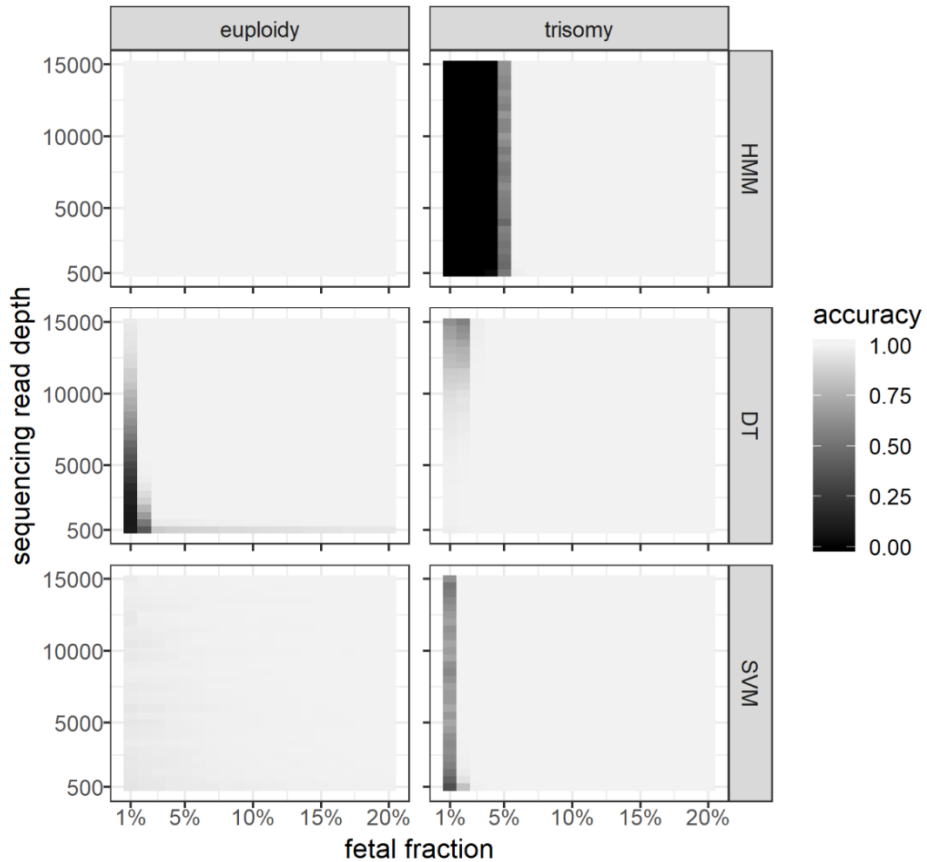 euploidy
trisomy
15000
10000
5000
500
HMM
15000
10000
5000
500
DT
15000
10000
5000
500
SVM
sequencing read depth
1% 5% 10% 15% 20%
1% 5% 10% 15% 20%
fetal fraction
accuracy
1.00
0.75
0.50
0.25
0.00